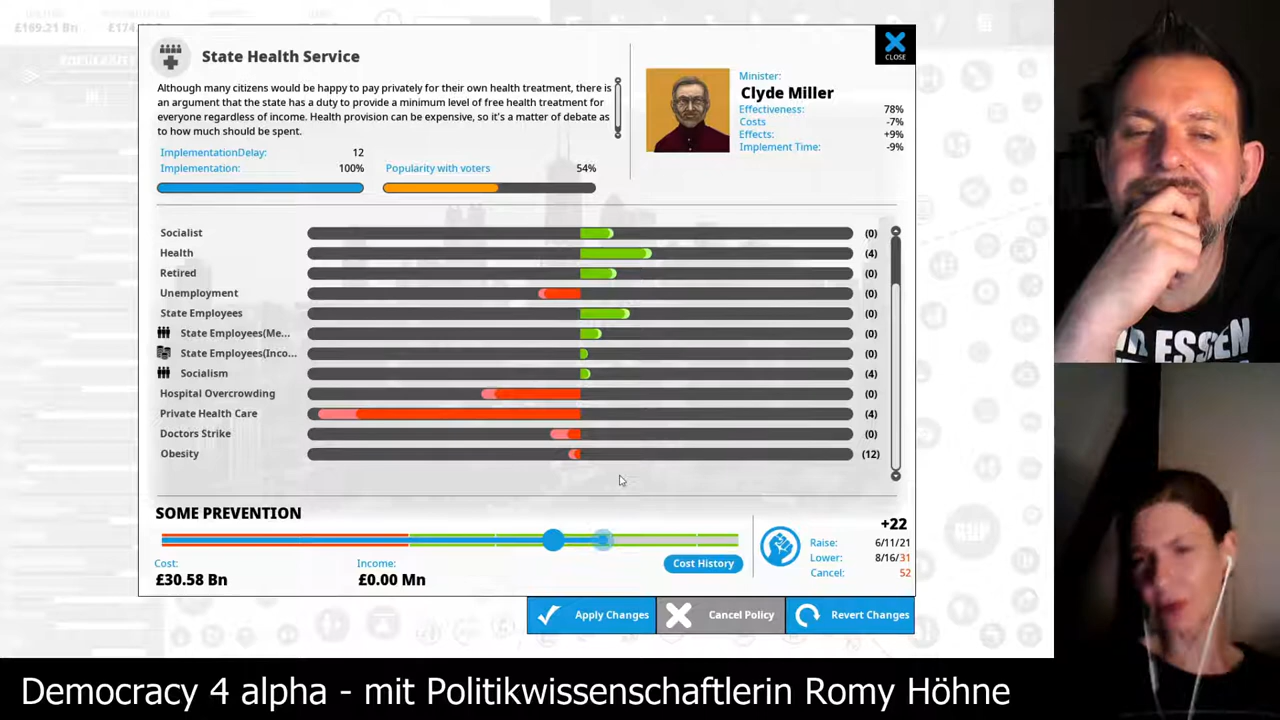 £169.21 Bn
State Health Service
CLOSE
Although many citizens would be happy to pay privately for their own health treatment, there is
an argument that the state has a duty to provide a minimum level of free health treatment for
everyone regardless of income. Health provision can be expensive, so it's a matter of debate as
to how much should be spent.
Minister:
Clyde Miller
Effectiveness: 78%
Costs -7%
Effects: +9%
Implement Time: -9%
ImplementationDelay: 12
Implementation: 100% Popularity with voters 54%
Socialist (0)
Health (4)
Retired (0)
Unemployment (0)
State Employees (0)
State Employees(Me... (0)
State Employees(Inco... (0)
Socialism (4)
Hospital Overcrowding (0)
Private Health Care (4)
Doctors Strike (0)
Obesity (12)
SOME PREVENTION
Cost: Income:
£30.58 Bn £0.00 Mn
Cost History
+22
Raise: 6/11/21
Lower: 8/16/31
Cancel: 52
Apply Changes Cancel Policy Revert Changes
ESSEN
Democracy 4 alpha - mit Politikwissenschaftlerin Romy Höhne